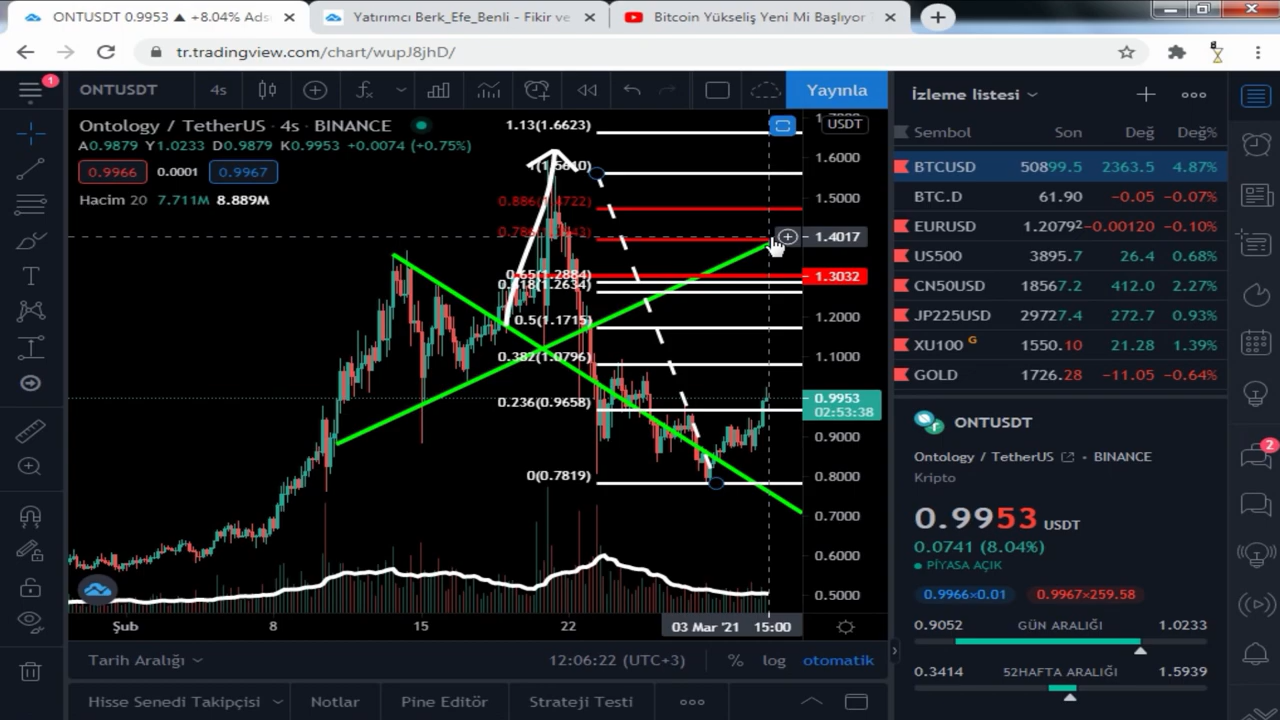 ONTUSDT 0.9953 ▲ +8.04% Ads
Yatırımcı Berk_Efe_Benli - Fikir ve
Bitcoin Yükseliş Yeni Mi Başlıyor ?
tr.tradingview.com/chart/wupJ8jhD/
1
ONTUSDT
4s
Yayınla
Ontology / TetherUS · 4s · BINANCE
A0.9879 Y1.0233 D0.9879 K0.9953 +0.0074 (+0.75%)
0.9966 0.0001 0.9967
Hacim 20 7.711M 8.889M
USDT
1.13(1.6623)
0.65(1.2884)
0.618(1.2634)
0.5(1.1715)
0.382(1.0796)
0.236(0.9658)
0(0.7819)
1.6000
1.5000
1.4017
1.3032
1.2000
1.1000
0.9953
02:53:38
0.9000
0.8000
0.7000
0.6000
0.5000
Şub 8 15 22 03 Mar '21 15:00
Tarih Aralığı
12:06:22 (UTC+3)
% log otomatik
Hisse Senedi Takipçisi
Notlar
Pine Editör
Strateji Testi
İzleme listesi
Sembol Son Değ Değ%
BTCUSD 50899.5 2363.5 4.87%
BTC.D 61.90 −0.05 −0.07%
EURUSD 1.20792 −0.00120 −0.10%
US500 3895.7 26.4 0.68%
CN50USD 18567.2 412.0 2.27%
JP225USD 29727.4 272.7 0.93%
XU100 G 1550.10 21.28 1.39%
GOLD 1726.28 −11.05 −0.64%
ONTUSDT
Ontology / TetherUS · BINANCE
Kripto
0.9953 USDT
0.0741 (8.04%)
PİYASA AÇIK
0.9966×0.01 0.9967×259.58
0.9052 GÜN ARALIĞI 1.0233
0.3414 52HAFTA ARALIĞI 1.5939
2